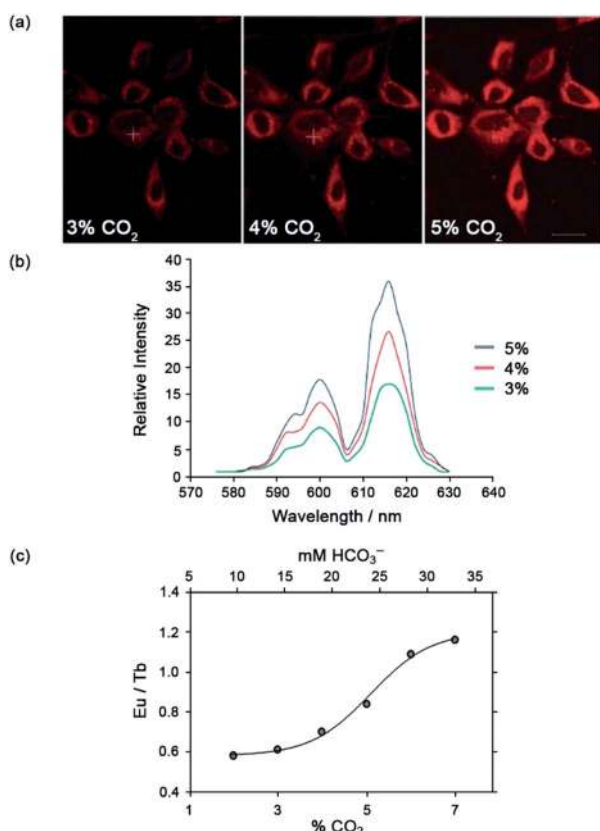 (a)
3% CO₂
4% CO₂
5% CO₂
(b)
40
35
30
25
20
15
10
5
0
Relative Intensity
5%
4%
3%
570 580 590 600 610 620 630 640
Wavelength / nm
(c)
mM HCO₃⁻
5 10 15 20 25 30 35
1.4
1.2
1.0
0.8
0.6
0.4
Eu / Tb
1 3 5 7
% CO₂